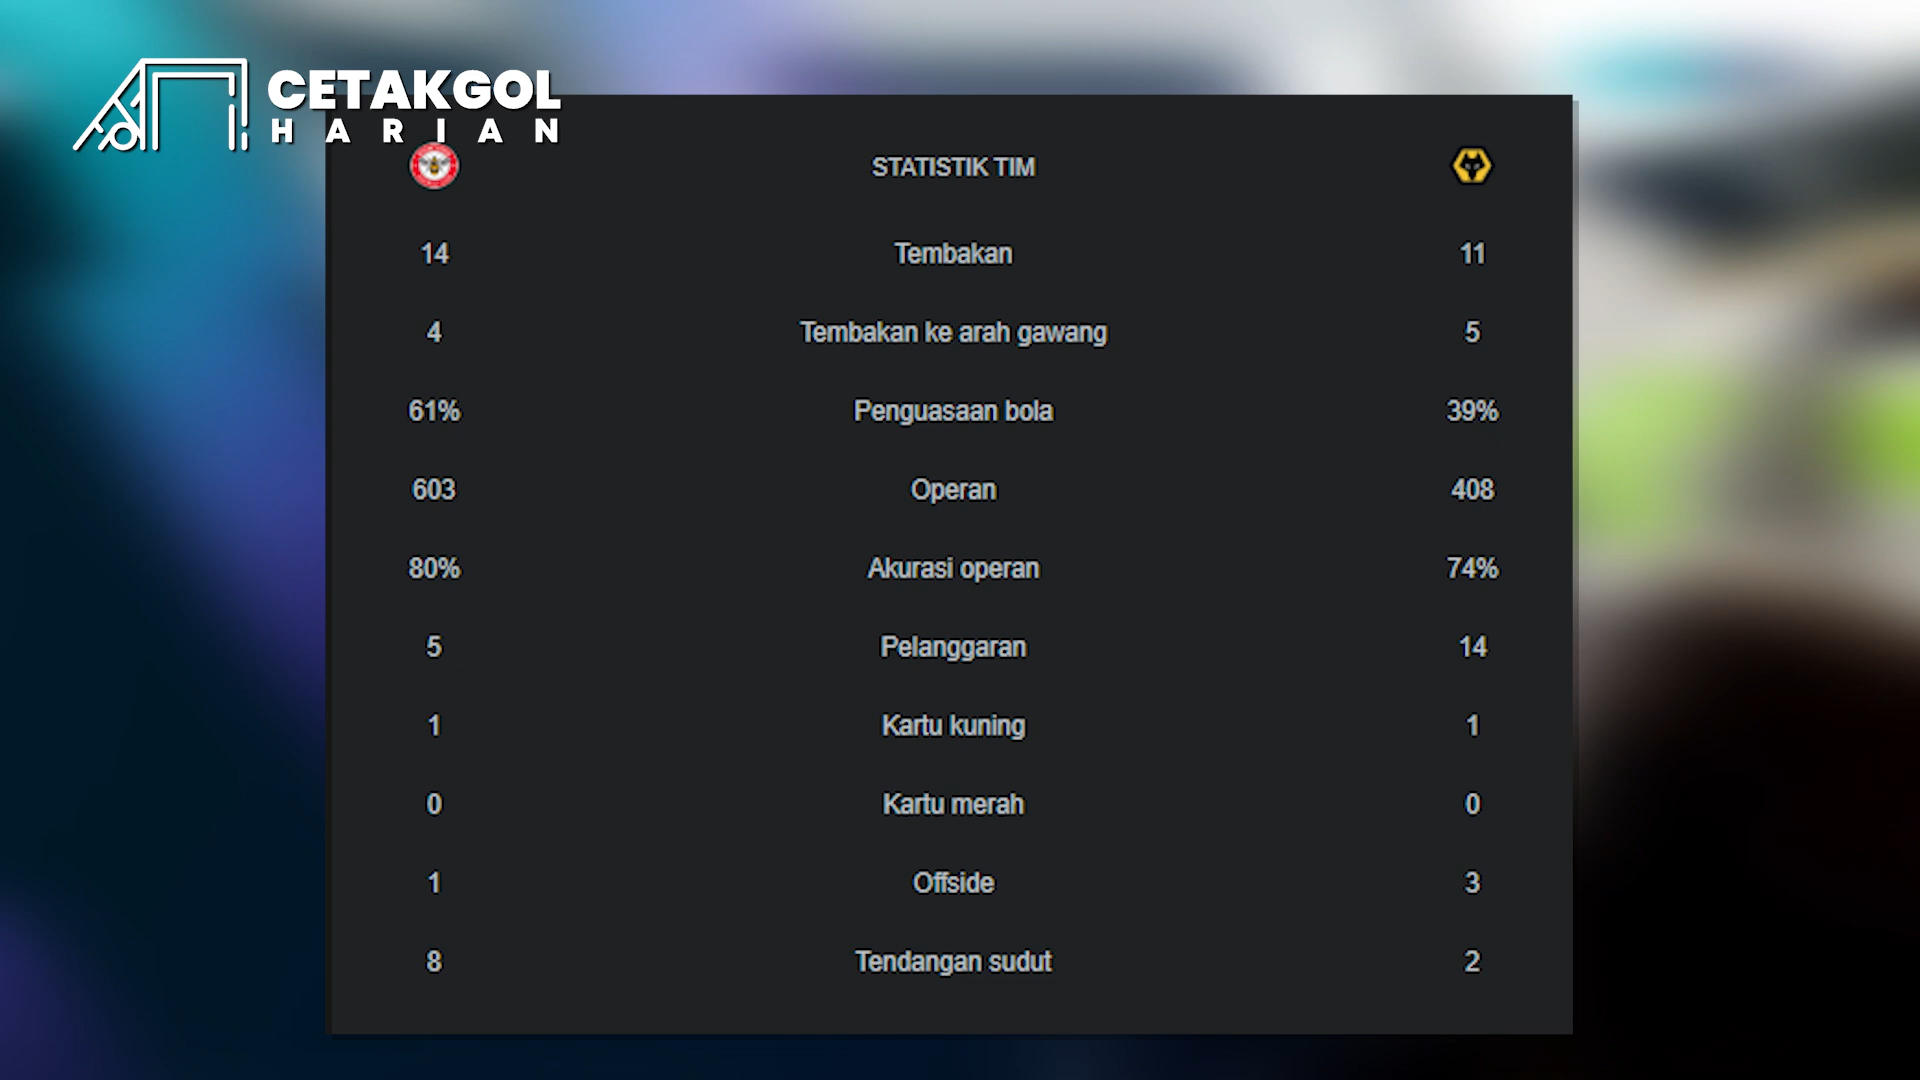 CETAKGOL
HARIAN
STATISTIK TIM
14 Tembakan 11
4 Tembakan ke arah gawang 5
61% Penguasaan bola 39%
603 Operan 408
80% Akurasi operan 74%
5 Pelanggaran 14
1 Kartu kuning 1
0 Kartu merah 0
1 Offside 3
8 Tendangan sudut 2